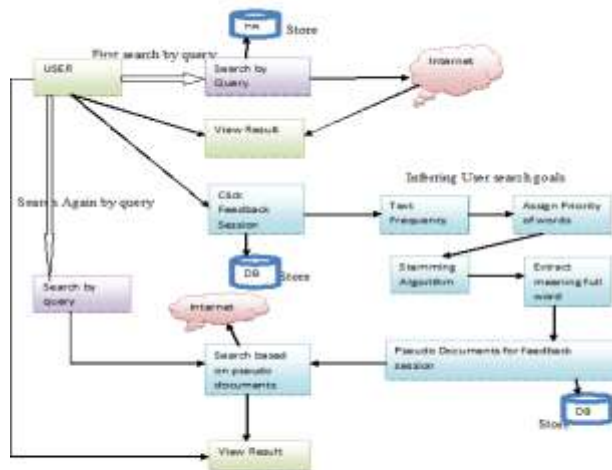 Store
First search by query
USER
Search by
Query
Internet
View Result
Inferring User search goals
Search Again by query
Click
Feedback
Session
Text
Frequency
Assign Priority
of words
DB
Store
Stemming
Algorithm
Extract
meaning full
word
Search by
query
Internet
Search based
on pseudo
documents
Pseudo Documents for Feedback
session
DB
Store
View Result